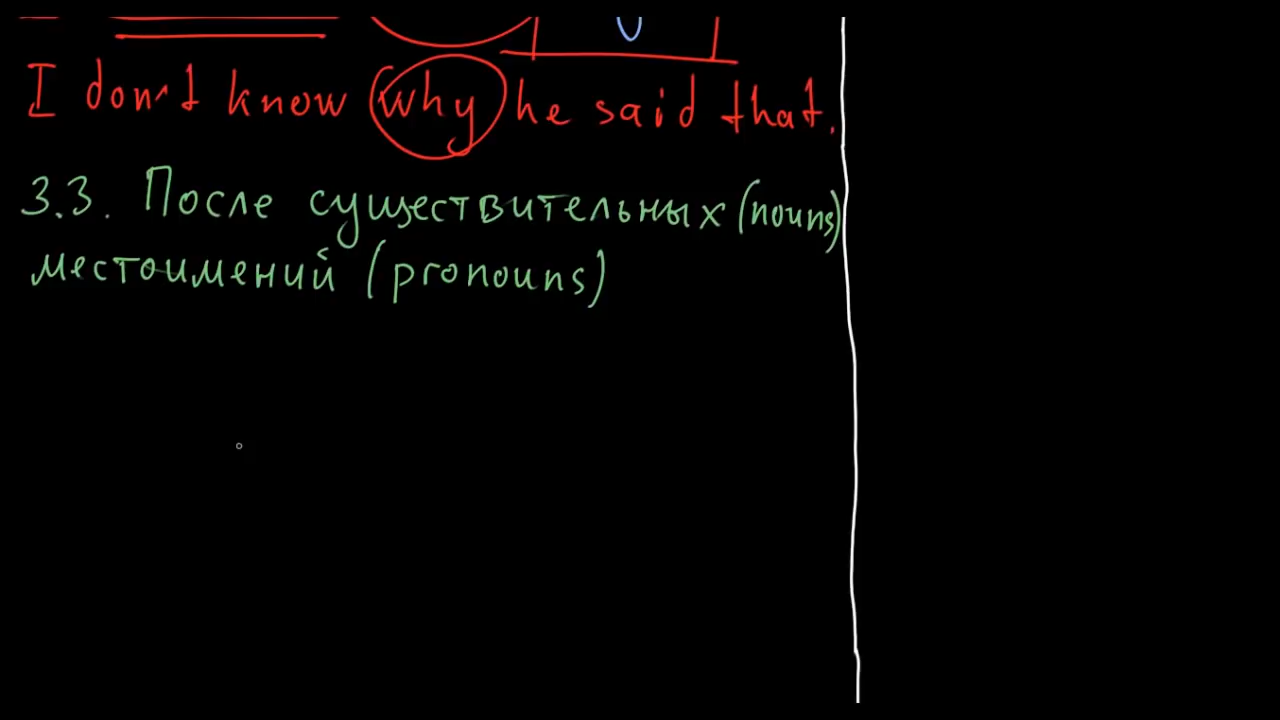 I don't know why he said that.
3.3. После существительных (nouns)
местоимений (pronouns)